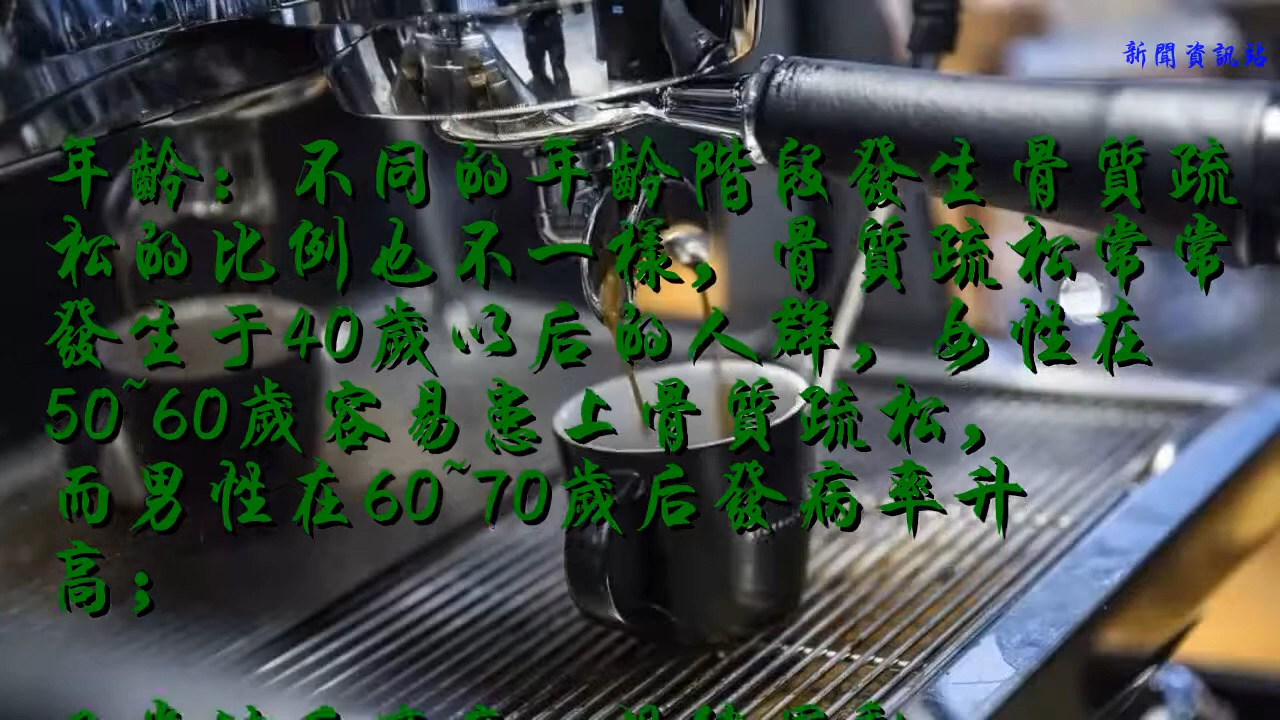 新聞資訊站
年齡：不同的年齡階段發生骨質疏
松的比例也不一樣，骨質疏松常常
發生于40歲以后的人群，女性在
50~60歲容易患上骨質疏松，
而男性在60~70歲后發病率升
高；